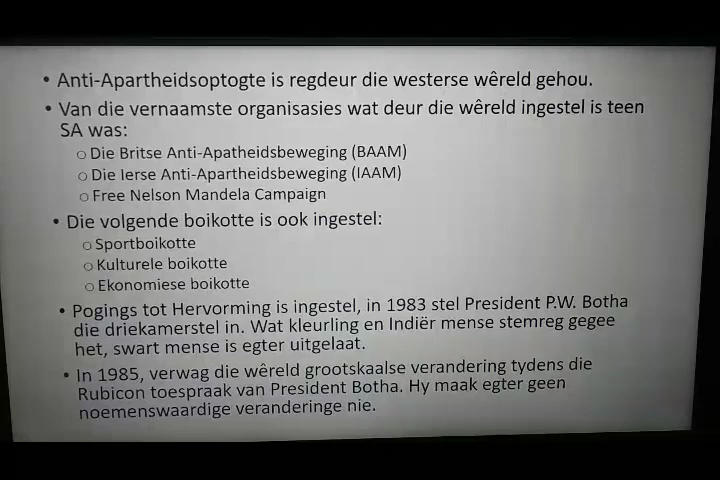 • Anti-Apartheidsoptogte is regdeur die westerse wêreld gehou.
• Van die vernaamste organisasies wat deur die wêreld ingestel is teen
SA was:
○ Die Britse Anti-Apatheidsbeweging (BAAM)
○ Die Ierse Anti-Apartheidsbeweging (IAAM)
○ Free Nelson Mandela Campaign
• Die volgende boikotte is ook ingestel:
○ Sportboikotte
○ Kulturele boikotte
○ Ekonomiese boikotte
• Pogings tot Hervorming is ingestel, in 1983 stel President P.W. Botha
die driekamerstel in. Wat kleurling en Indiër mense stemreg gegee
het, swart mense is egter uitgelaat.
• In 1985, verwag die wêreld grootskaalse verandering tydens die
Rubicon toespraak van President Botha. Hy maak egter geen
noemenswaardige veranderinge nie.